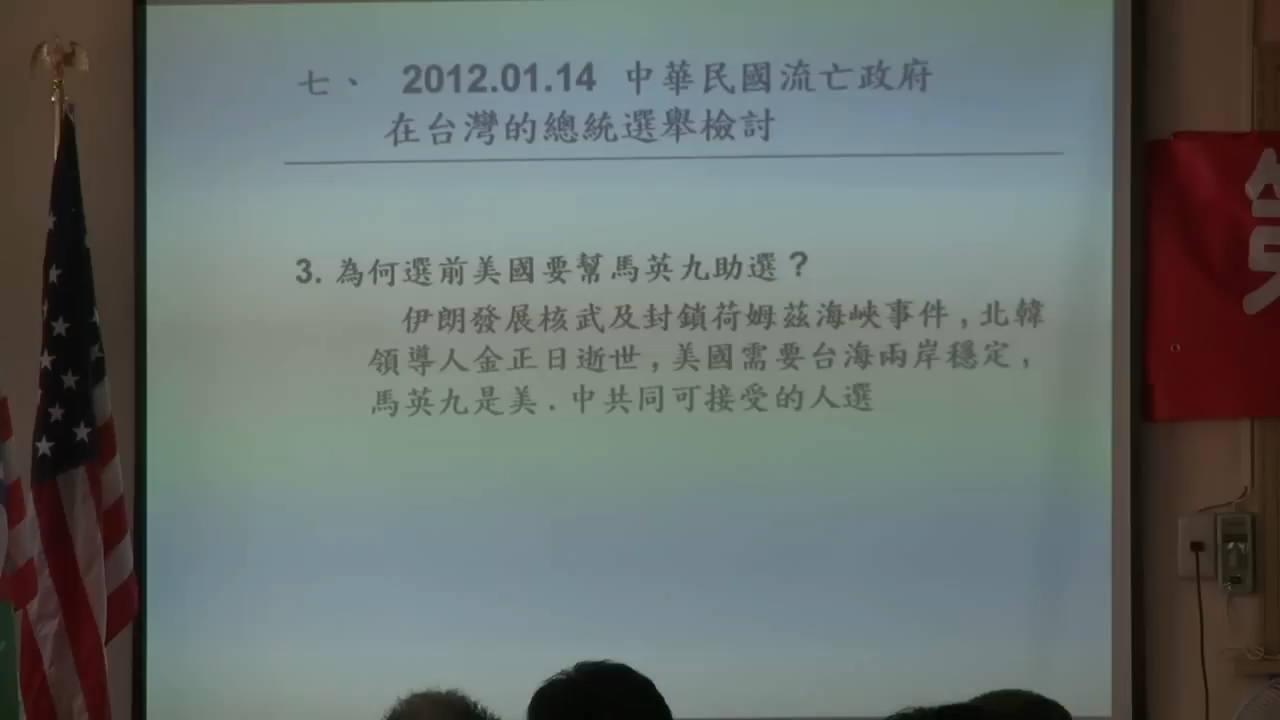 七、 2012.01.14 中華民國流亡政府
在台灣的總統選舉檢討
3. 為何選前美國要幫馬英九助選？
伊朗發展核武及封鎖荷姆茲海峽事件,北韓
領導人金正日逝世,美國需要台海兩岸穩定,
馬英九是美.中共同可接受的人選